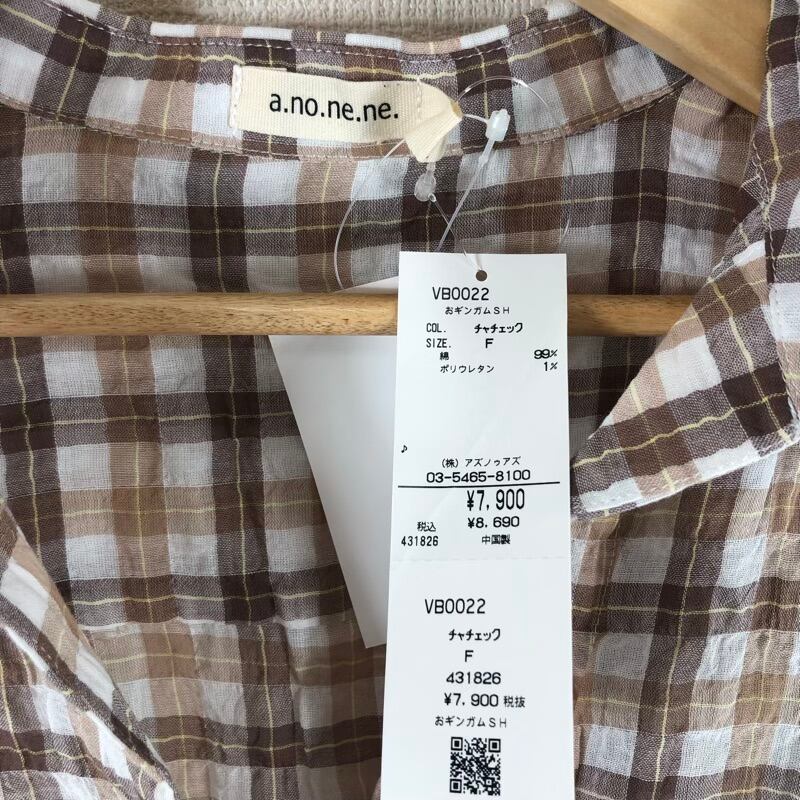 a.no.ne.ne.
VB0022
おギンガムSH
COL. チャチェック
SIZE. F
綿 99%
ポリウレタン 1%
♪
(株) アズノゥアズ
03-5465-8100
¥7,900
税込 ¥8,690
431826 中国製
VB0022
チャチェック
F
431826
¥7,900 税抜
おギンガムSH